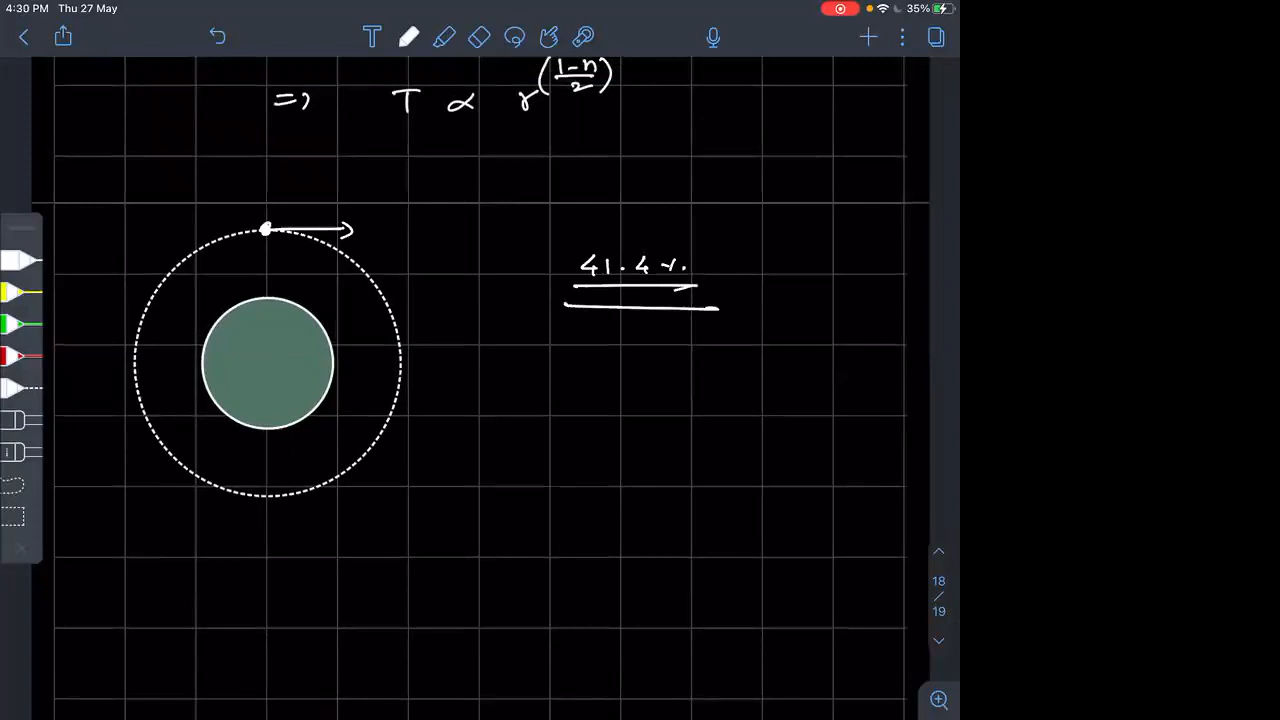 4:30 PM Thu 27 May
35%
=> T ∝ r^((1-n)/2)
41.4 %.
18
/
19